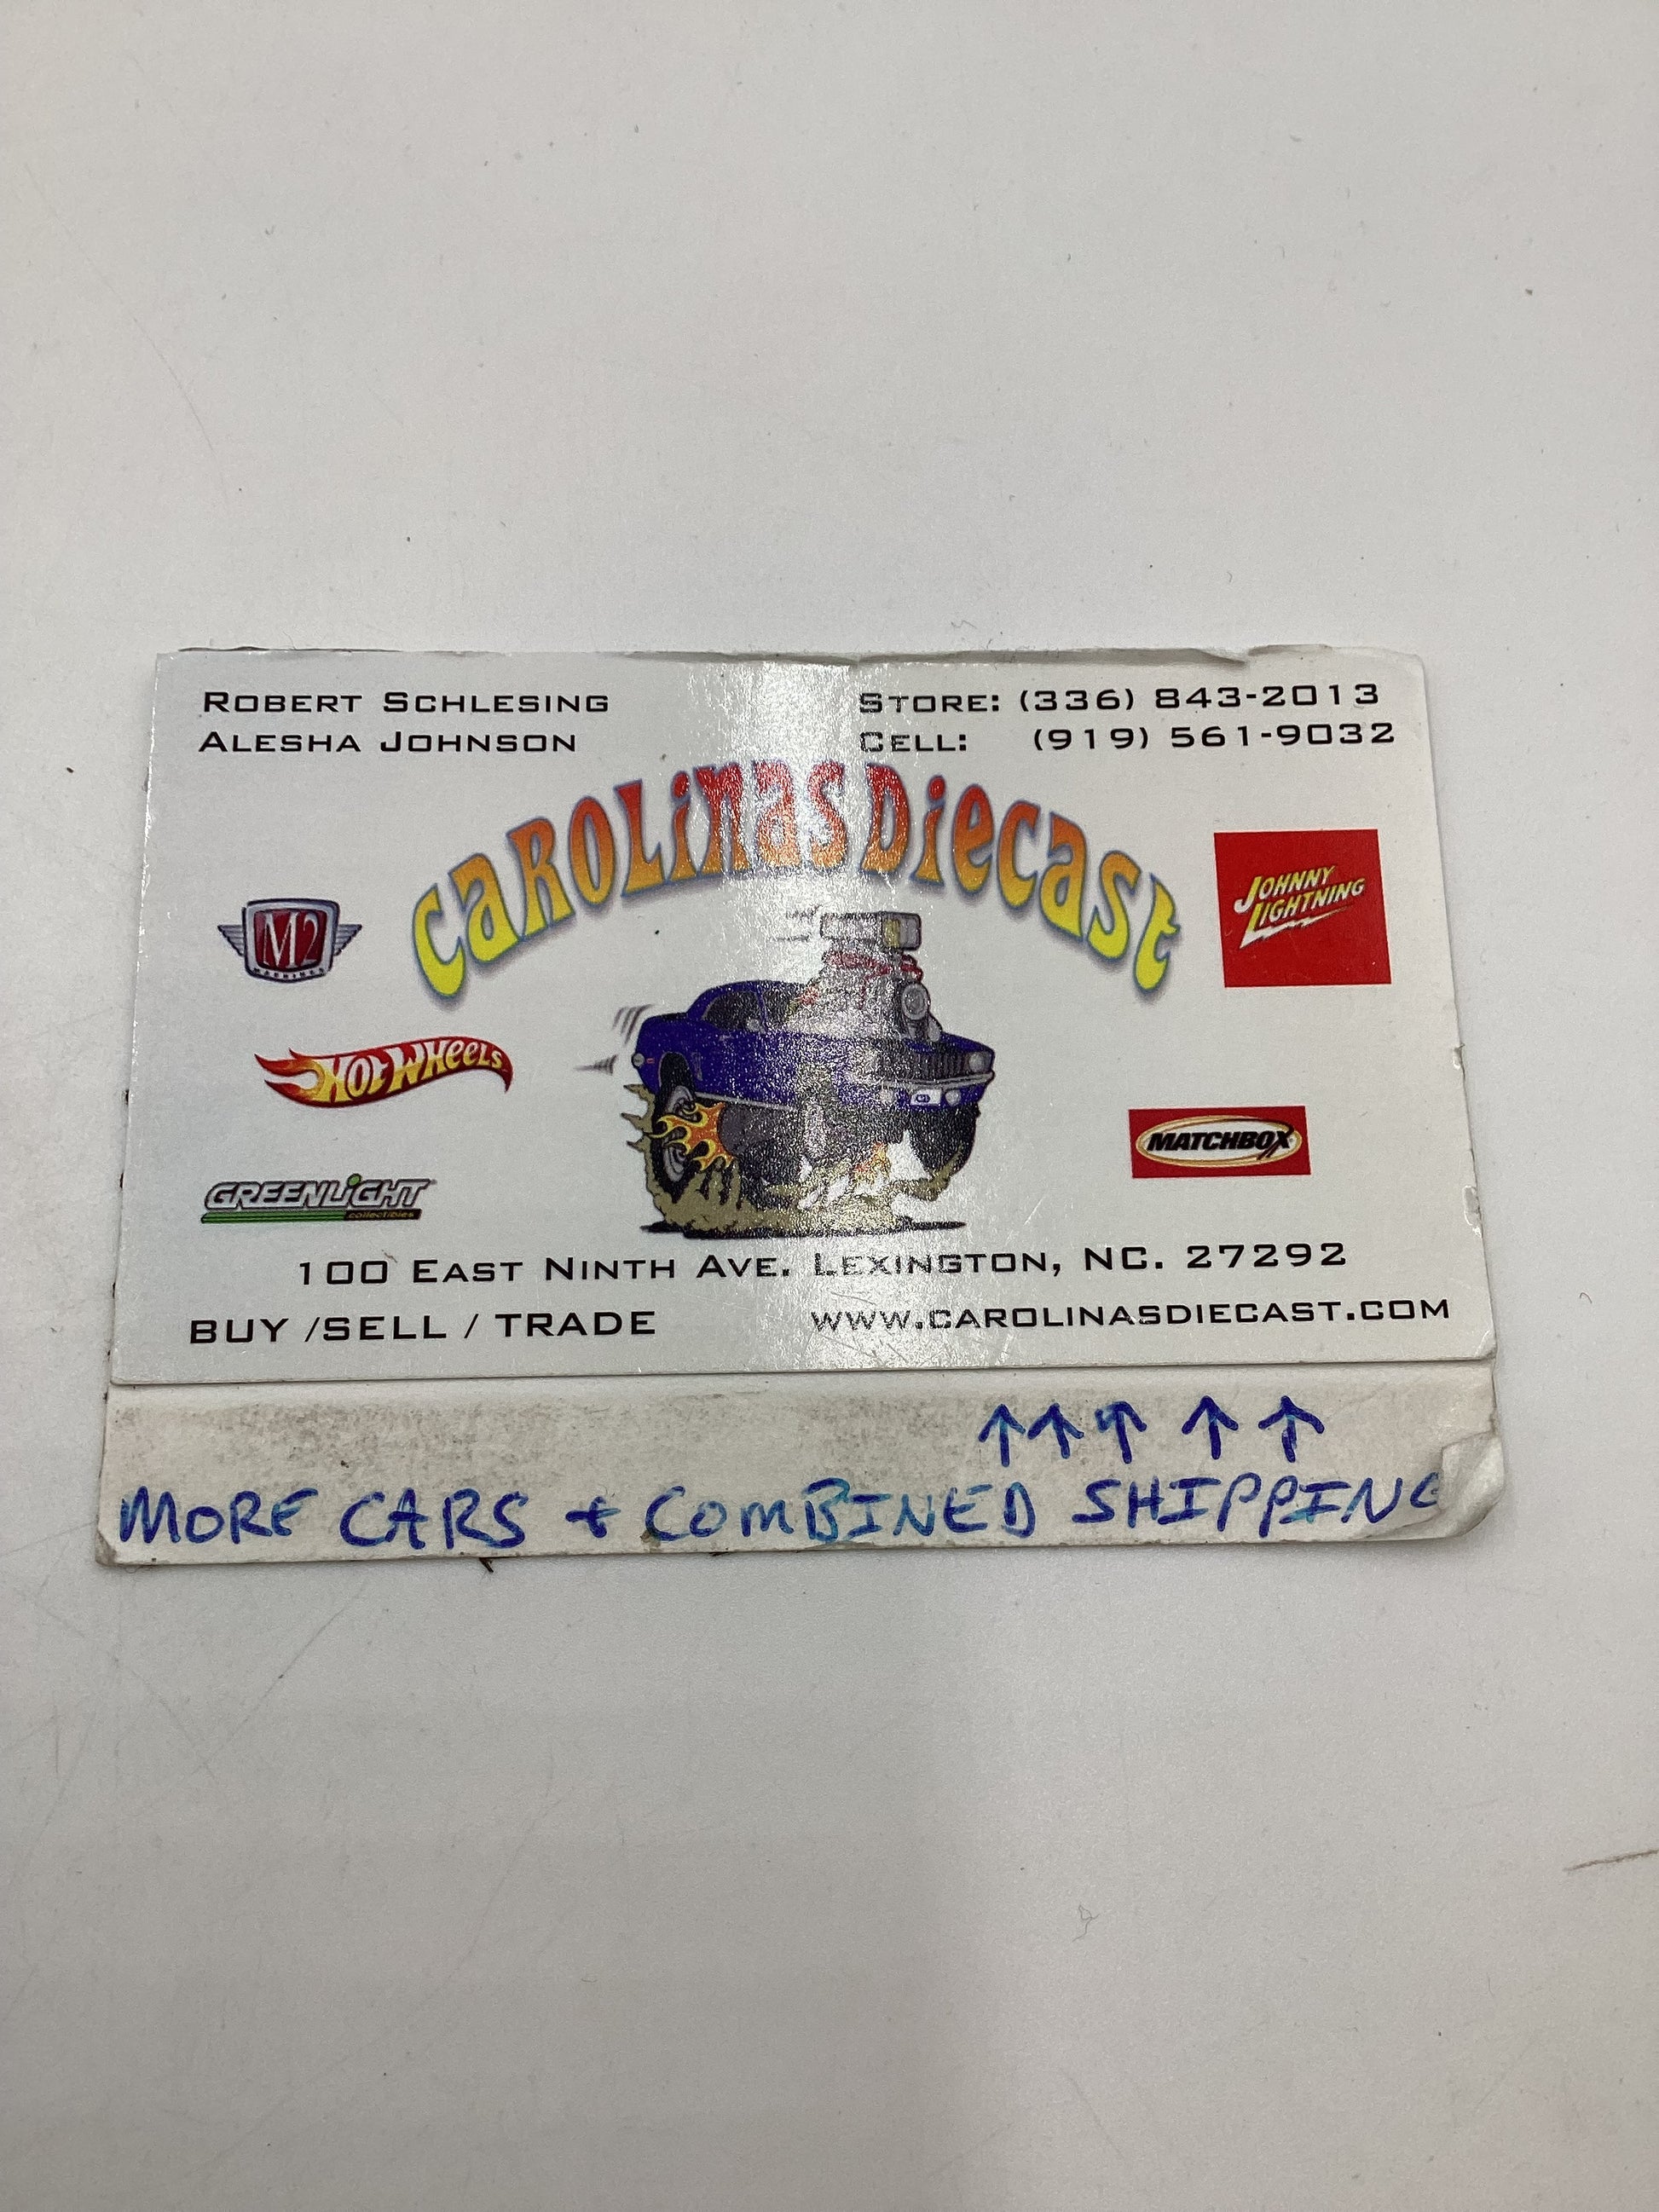 ROBERT SCHLESING
ALESHA JOHNSON
STORE: (336) 843-2013
CELL: (919) 561-9032
CAROLINAS DIECAST
M2
MACHINES
JOHNNY
LIGHTNING
HOT WHEELS
MATCHBOX
GREENLIGHT
collectibles
100 EAST NINTH AVE. LEXINGTON, NC. 27292
BUY /SELL / TRADE
WWW.CAROLINASDIECAST.COM
↑ ↑ ↑ ↑ ↑
MORE CARS + COMBINED SHIPPING